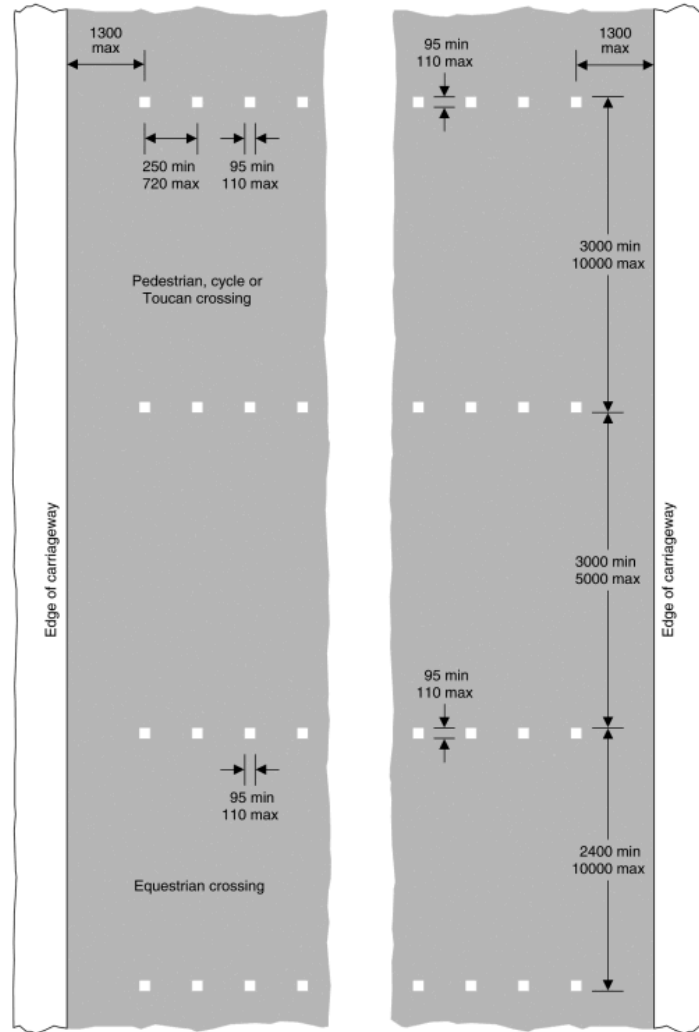 1300
max
95 min
110 max
1300
max
250 min
720 max
95 min
110 max
3000 min
10000 max
Pedestrian, cycle or
Toucan crossing
Edge of carriageway
3000 min
5000 max
Edge of carriageway
95 min
110 max
95 min
110 max
2400 min
10000 max
Equestrian crossing